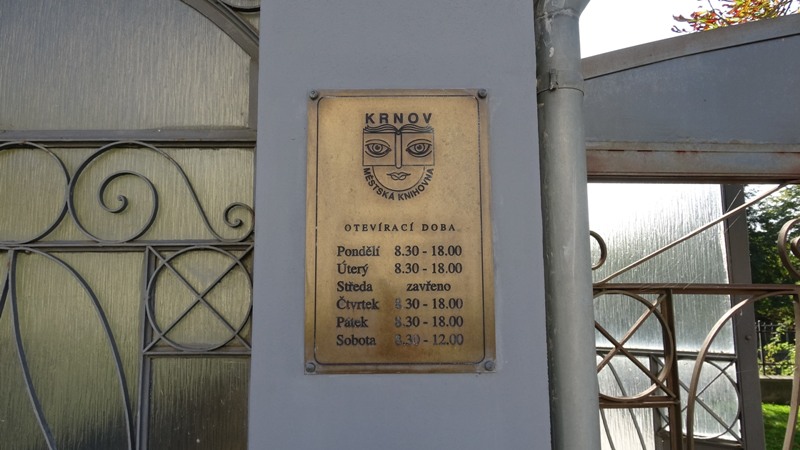 KRNOV
MĚSTSKÁ KNIHOVNA
OTEVÍRACÍ DOBA
Pondělí 8.30 - 18.00
Úterý 8.30 - 18.00
Středa zavřeno
Čtvrtek 8.30 - 18.00
Pátek 8.30 - 18.00
Sobota 8.30 - 12.00